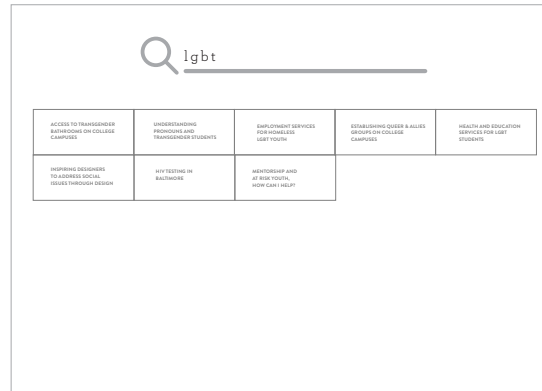 lgbt
ACCESS TO TRANSGENDER
BATHROOMS ON COLLEGE
CAMPUSES
UNDERSTANDING
PRONOUNS AND
TRANSGENDER STUDENTS
EMPLOYMENT SERVICES
FOR HOMELESS
LGBT YOUTH
ESTABLISHING QUEER & ALLIES
GROUPS ON COLLEGE
CAMPUSES
HEALTH AND EDUCATION
SERVICES FOR LGBT
STUDENTS
INSPIRING DESIGNERS
TO ADDRESS SOCIAL
ISSUES THROUGH DESIGN
HIV TESTING IN
BALTIMORE
MENTORSHIP AND
AT RISK YOUTH,
HOW CAN I HELP?